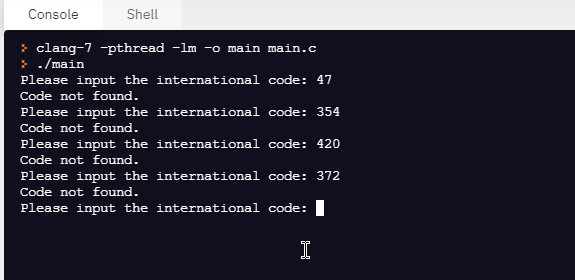 Console Shell
clang-7 -pthread -lm -o main main.c
./main
Please input the international code: 47
Code not found.
Please input the international code: 354
Code not found.
Please input the international code: 420
Code not found.
Please input the international code: 372
Code not found.
Please input the international code: